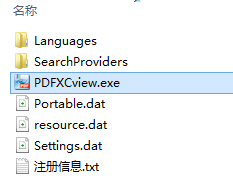 名称
Languages
SearchProviders
PDFXCview.exe
Portable.dat
resource.dat
Settings.dat
注册信息.txt